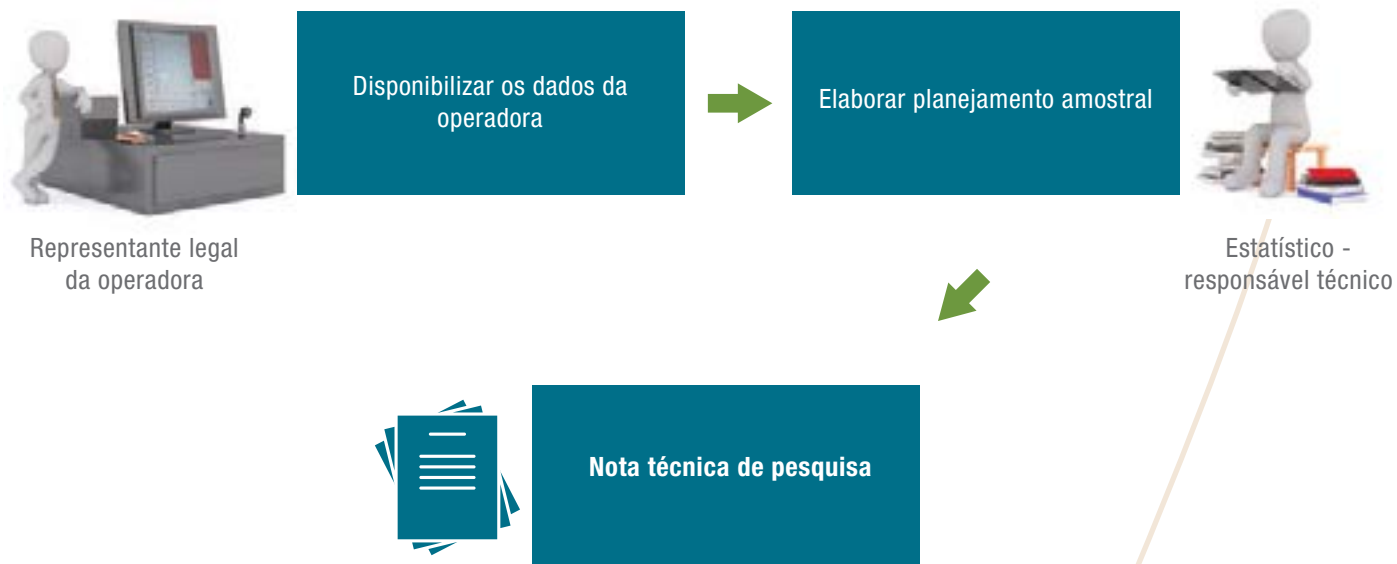 Disponibilizar os dados da
operadora
Elaborar planejamento amostral
Representante legal
da operadora
Estatístico -
responsável técnico
Nota técnica de pesquisa